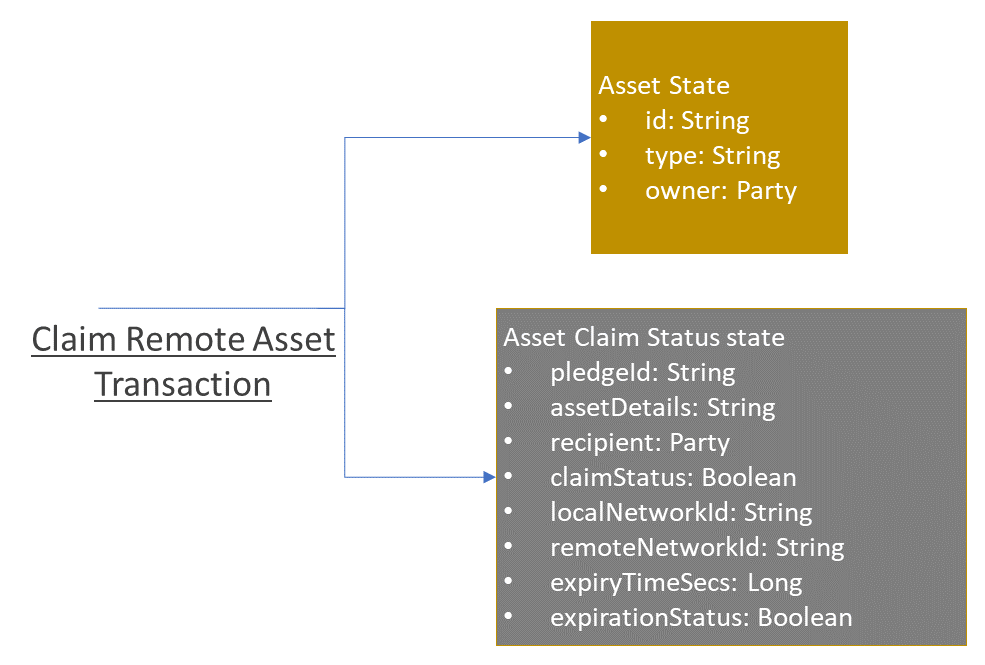 Asset State
• id: String
• type: String
• owner: Party
Claim Remote Asset
Transaction
Asset Claim Status state
• pledgeId: String
• assetDetails: String
• recipient: Party
• claimStatus: Boolean
• localNetworkId: String
• remoteNetworkId: String
• expiryTimeSecs: Long
• expirationStatus: Boolean